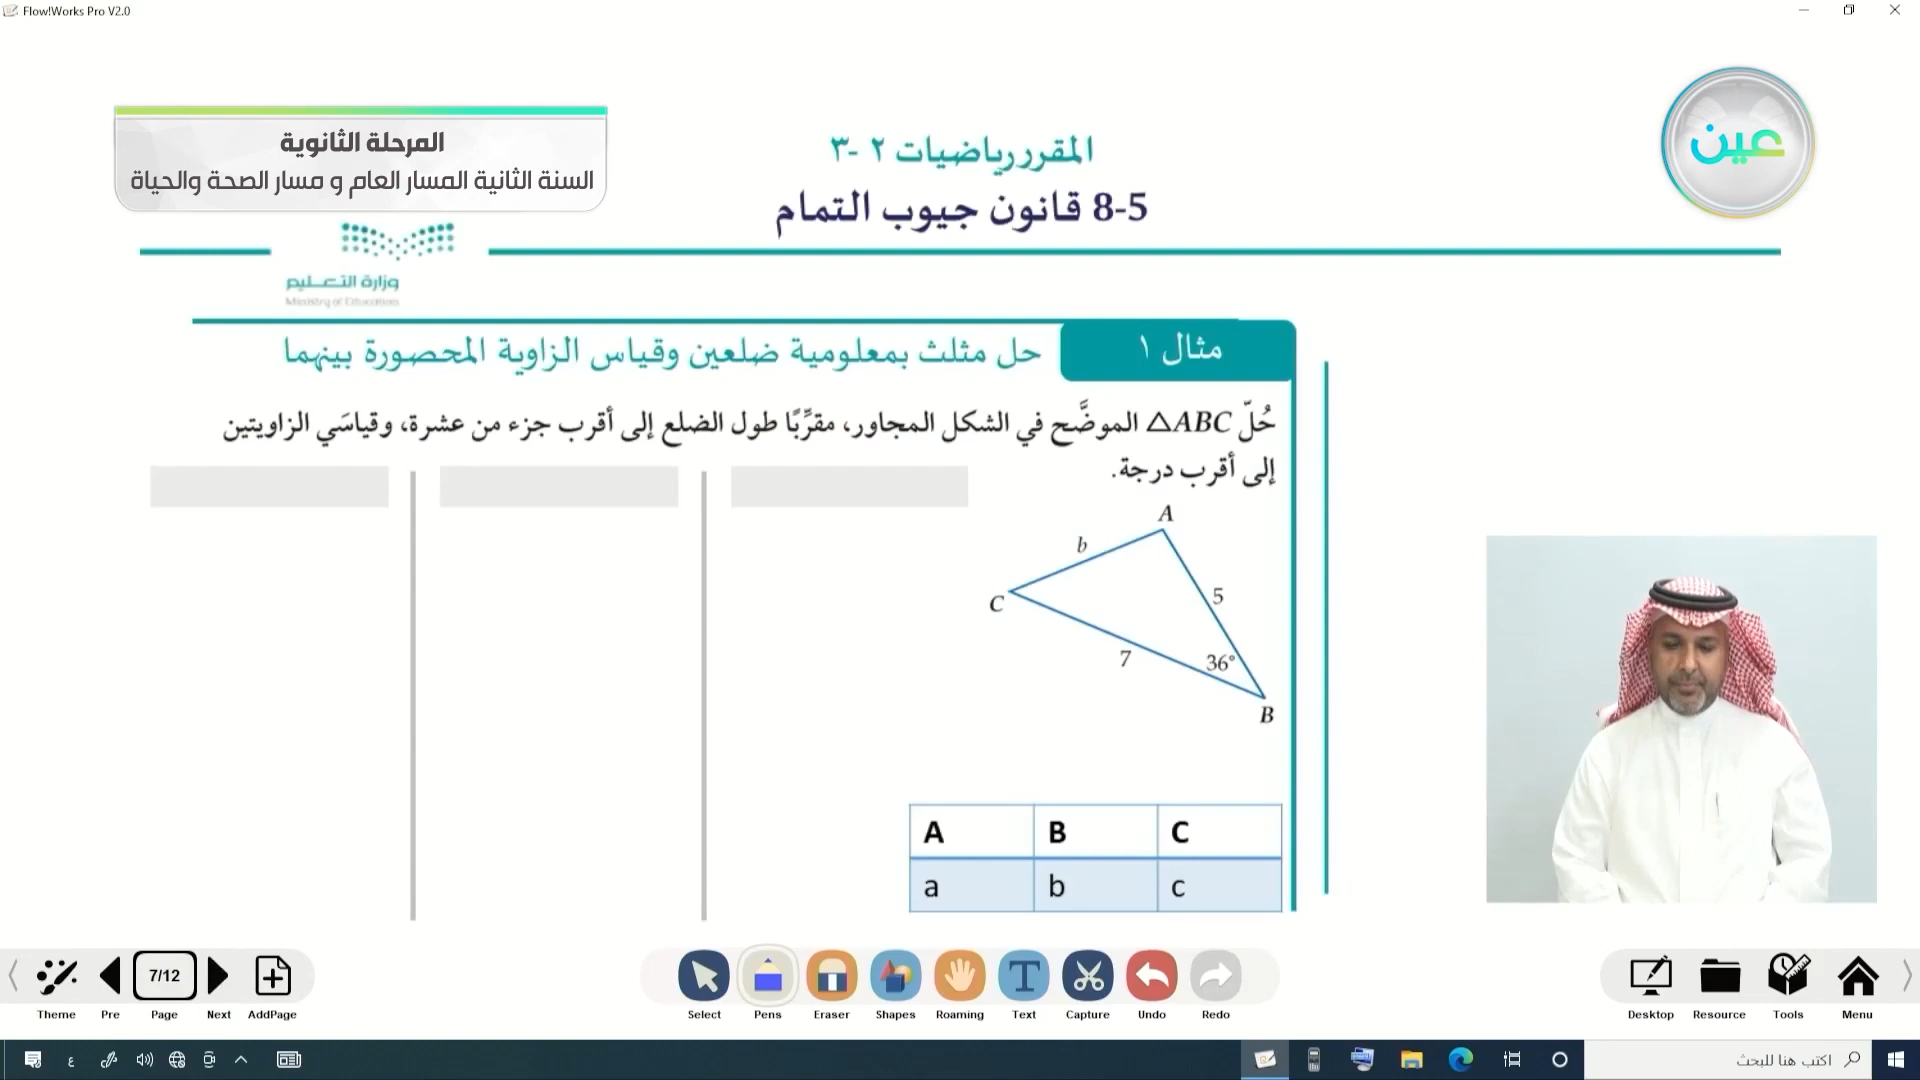 Flow!Works Pro V2.0
عين
المرحلة الثانوية
السنة الثانية المسار العام و مسار الصحة والحياة
المقرر رياضيات ٢ -٣
8-5 قانون جيوب التمام
وزارة التعليم
Ministry of Education
مثال ١
حل مثلث بمعلومية ضلعين وقياس الزاوية المحصورة بينهما
حُلّ △ABC الموضَّح في الشكل المجاور، مقرِّبًا طول الضلع إلى أقرب جزء من عشرة، وقياسَي الزاويتين
إلى أقرب درجة.
A
b
5
C
7
36°
B
A B C
a b c
7/12
Theme Pre Page Next AddPage
Select Pens Eraser Shapes Roaming Text Capture Undo Redo
Desktop Resource Tools Menu
T
ع
اكتب هنا للبحث